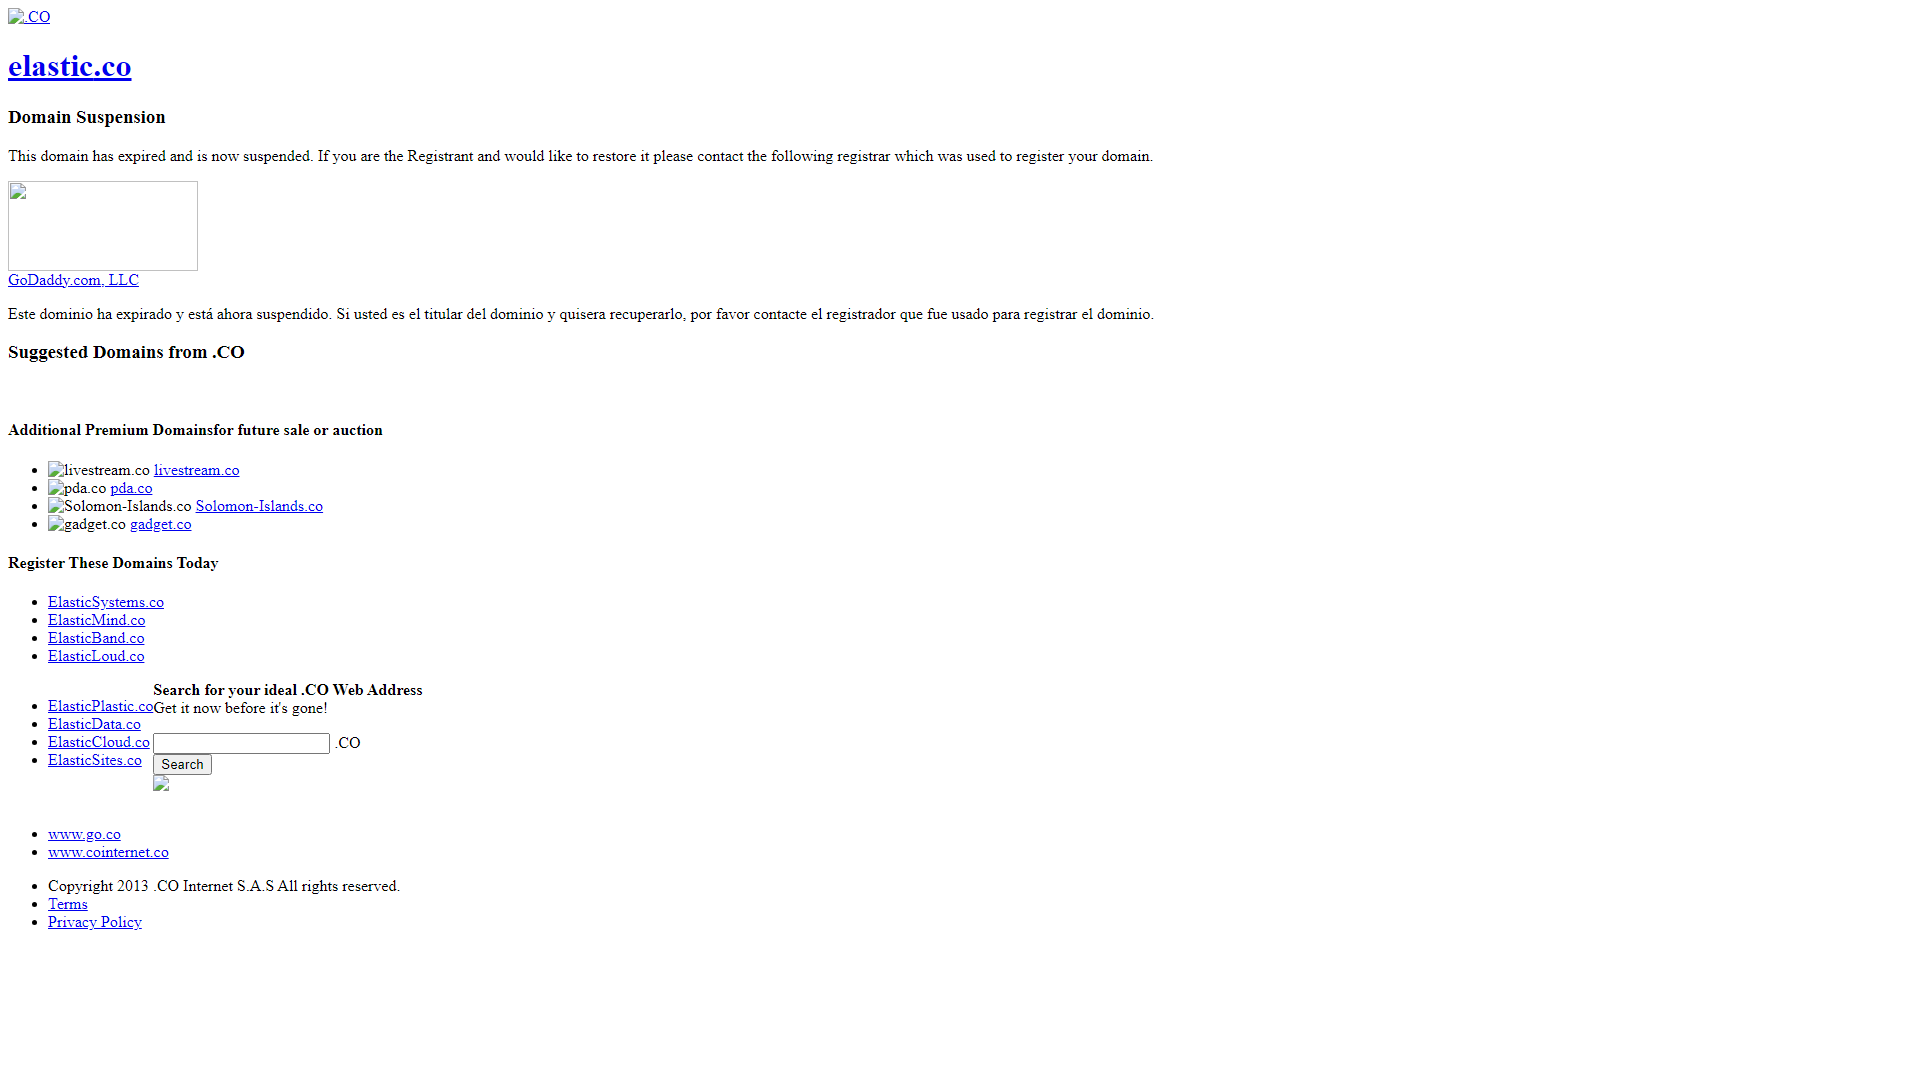 .CO
elastic.co
Domain Suspension
This domain has expired and is now suspended. If you are the Registrant and would like to restore it please contact the following registrar which was used to register your domain.
GoDaddy.com, LLC
Este dominio ha expirado y está ahora suspendido. Si usted es el titular del dominio y quisera recuperarlo, por favor contacte el registrador que fue usado para registrar el dominio.
Suggested Domains from .CO
Additional Premium Domainsfor future sale or auction
livestream.co livestream.co
pda.co pda.co
Solomon-Islands.co Solomon-Islands.co
gadget.co gadget.co
Register These Domains Today
ElasticSystems.co
ElasticMind.co
ElasticBand.co
ElasticLoud.co
ElasticPlastic.co
ElasticData.co
ElasticCloud.co
ElasticSites.co
Search for your ideal .CO Web Address
Get it now before it's gone!
.CO
Search
www.go.co
www.cointernet.co
Copyright 2013 .CO Internet S.A.S All rights reserved.
Terms
Privacy Policy